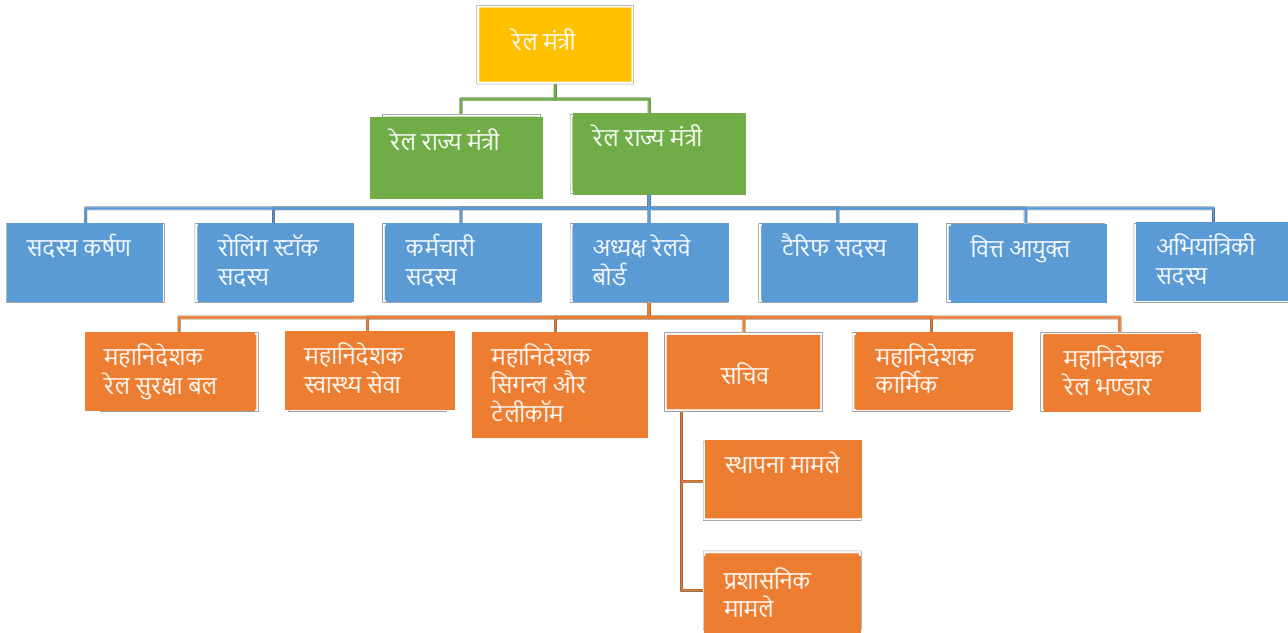 रेल मंत्री
रेल राज्य मंत्री
रेल राज्य मंत्री
सदस्य कर्षण
रोलिंग स्टॉक
सदस्य
कर्मचारी
सदस्य
अध्यक्ष रेलवे
बोर्ड
टैरिफ सदस्य
वित्त आयुक्त
अभियांत्रिकी
सदस्य
महानिदेशक
रेल सुरक्षा बल
महानिदेशक
स्वास्थ्य सेवा
महानिदेशक
सिगन्ल और
टेलीकॉम
सचिव
महानिदेशक
कार्मिक
महानिदेशक
रेल भण्डार
स्थापना मामले
प्रशासनिक
मामले